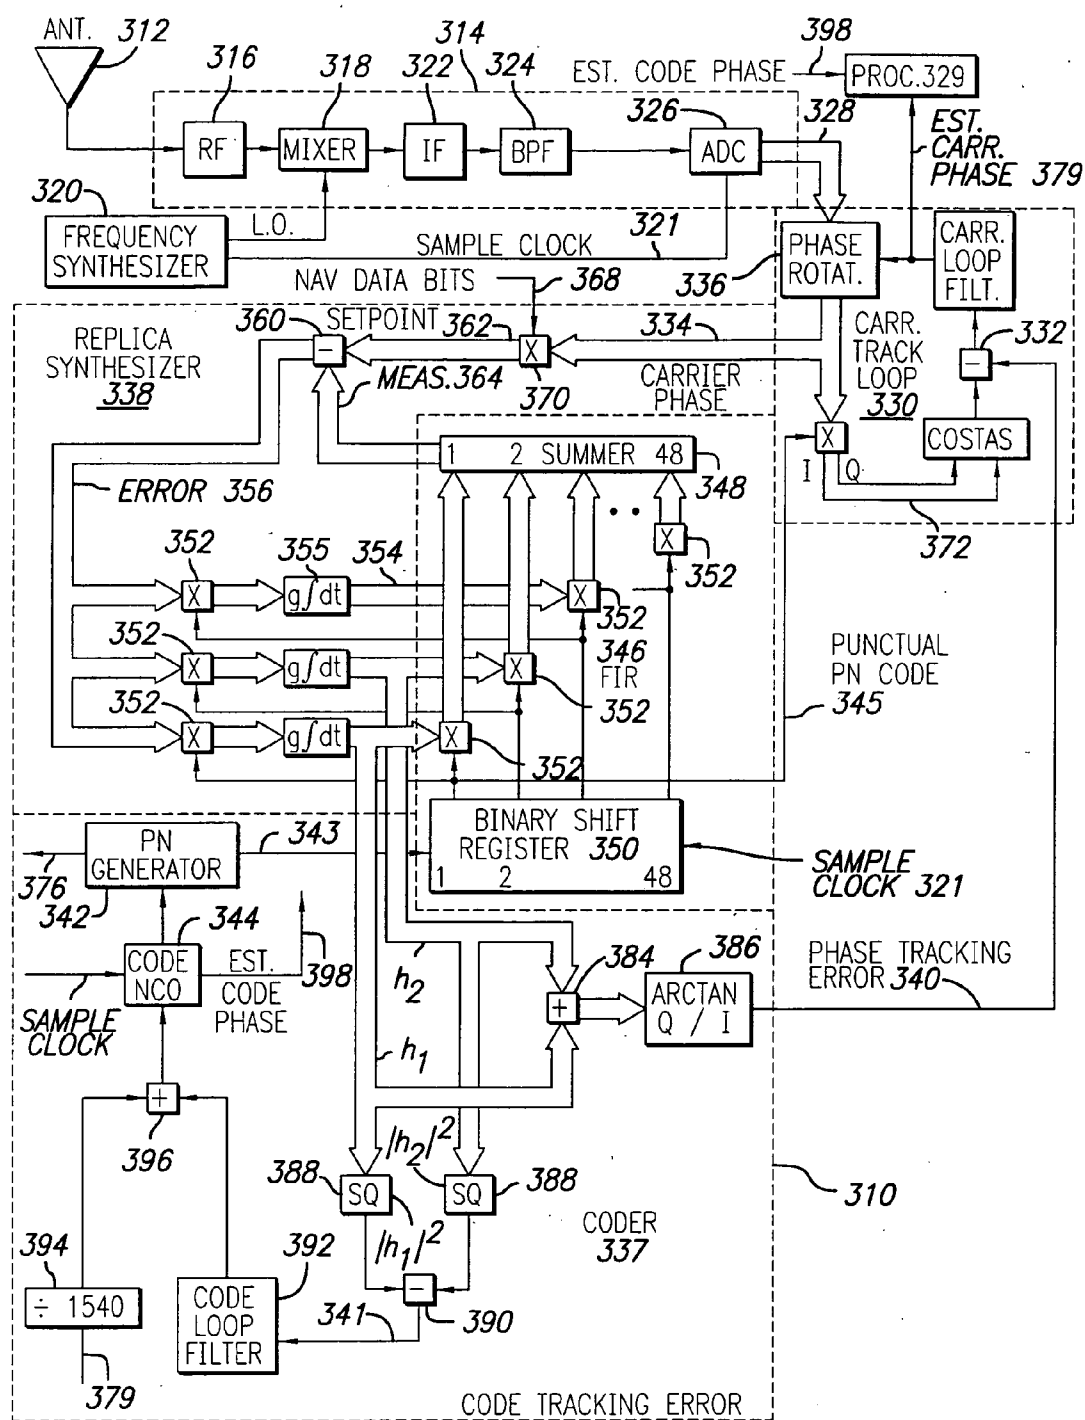 ANT. 312
314
398
316
318
322
324
EST. CODE PHASE
PROC.329
326
328
RF
MIXER
IF
BPF
ADC
EST.
CARR.
PHASE 379
320
L.O.
321
FREQUENCY
SYNTHESIZER
SAMPLE CLOCK
336
PHASE
ROTAT.
CARR.
LOOP
FILT.
NAV DATA BITS
368
360
SETPOINT
362
334
332
REPLICA
SYNTHESIZER
338
−
X
370
MEAS.364
CARRIER
PHASE
CARR.
TRACK
LOOP
330
−
1 2 SUMMER 48
348
X
COSTAS
I Q
372
ERROR 356
352
355
354
X
352
X
g∫dt
X
352
352
X
g∫dt
346
FIR
X
352
PUNCTUAL
PN CODE
345
352
X
g∫dt
X
352
BINARY SHIFT
REGISTER 350
1 2 48
SAMPLE
CLOCK 321
PN
GENERATOR
343
376
342
344
CODE
NCO
EST.
CODE
PHASE
398
SAMPLE
CLOCK
h2
384
+
386
ARCTAN
Q / I
PHASE TRACKING
ERROR 340
h1
+
396
|h2|²
388
SQ
SQ
388
310
|h1|²
CODER
337
394
÷ 1540
392
CODE
LOOP
FILTER
−
390
341
379
CODE TRACKING ERROR